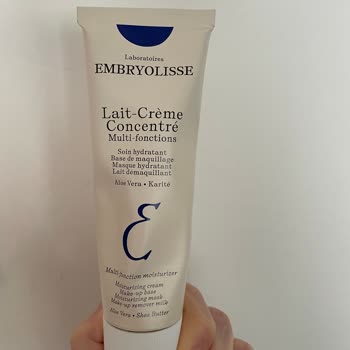 Laboratoires
EMBRYOLISSE
Lait-Crème
Concentré
Multi-fonctions
Soin hydratant
Base de maquillage
Masque hydratant
Lait démaquillant
Aloe Vera • Karité
E
Multi-function moisturizer
Moisturizing cream
Make-up base
Moisturizing mask
Make-up remover milk
Aloe Vera • Shea Butter